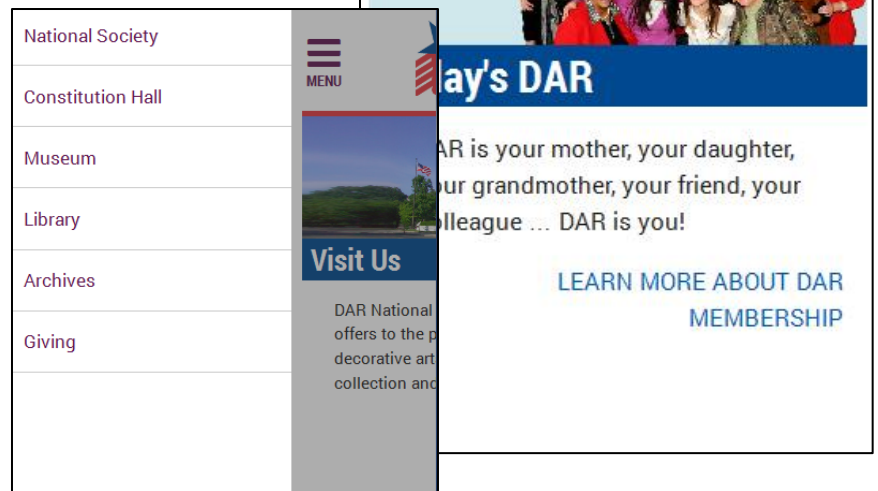 National Society
Constitution Hall
Museum
Library
Archives
Giving
MENU
Visit Us
DAR National
offers to the p
decorative art
collection and
lay's DAR
AR is your mother, your daughter,
ur grandmother, your friend, your
lleague … DAR is you!
LEARN MORE ABOUT DAR
MEMBERSHIP